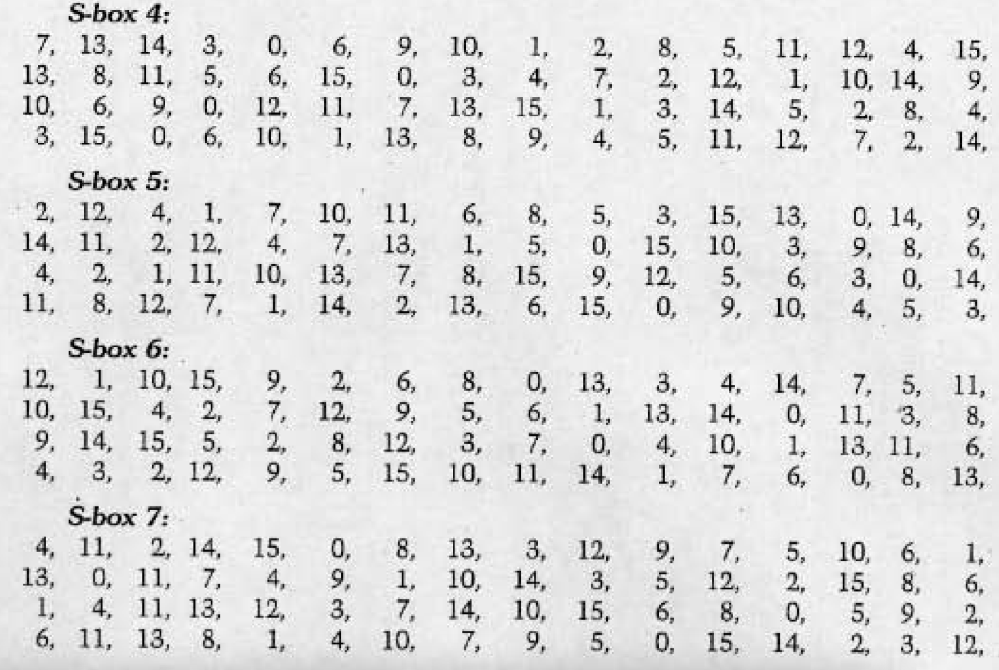 S-box 4:
7, 13, 14, 3, 0, 6, 9, 10, 1, 2, 8, 5, 11, 12, 4, 15,
13, 8, 11, 5, 6, 15, 0, 3, 4, 7, 2, 12, 1, 10, 14, 9,
10, 6, 9, 0, 12, 11, 7, 13, 15, 1, 3, 14, 5, 2, 8, 4,
3, 15, 0, 6, 10, 1, 13, 8, 9, 4, 5, 11, 12, 7, 2, 14,
S-box 5:
2, 12, 4, 1, 7, 10, 11, 6, 8, 5, 3, 15, 13, 0, 14, 9,
14, 11, 2, 12, 4, 7, 13, 1, 5, 0, 15, 10, 3, 9, 8, 6,
4, 2, 1, 11, 10, 13, 7, 8, 15, 9, 12, 5, 6, 3, 0, 14,
11, 8, 12, 7, 1, 14, 2, 13, 6, 15, 0, 9, 10, 4, 5, 3,
S-box 6:
12, 1, 10, 15, 9, 2, 6, 8, 0, 13, 3, 4, 14, 7, 5, 11,
10, 15, 4, 2, 7, 12, 9, 5, 6, 1, 13, 14, 0, 11, 3, 8,
9, 14, 15, 5, 2, 8, 12, 3, 7, 0, 4, 10, 1, 13, 11, 6,
4, 3, 2, 12, 9, 5, 15, 10, 11, 14, 1, 7, 6, 0, 8, 13,
S-box 7:
4, 11, 2, 14, 15, 0, 8, 13, 3, 12, 9, 7, 5, 10, 6, 1,
13, 0, 11, 7, 4, 9, 1, 10, 14, 3, 5, 12, 2, 15, 8, 6,
1, 4, 11, 13, 12, 3, 7, 14, 10, 15, 6, 8, 0, 5, 9, 2,
6, 11, 13, 8, 1, 4, 10, 7, 9, 5, 0, 15, 14, 2, 3, 12,